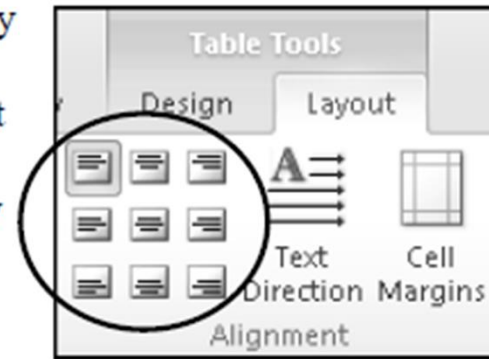 y
Table Tools
t
Design Layout
Text Cell
Direction Margins
Alignment